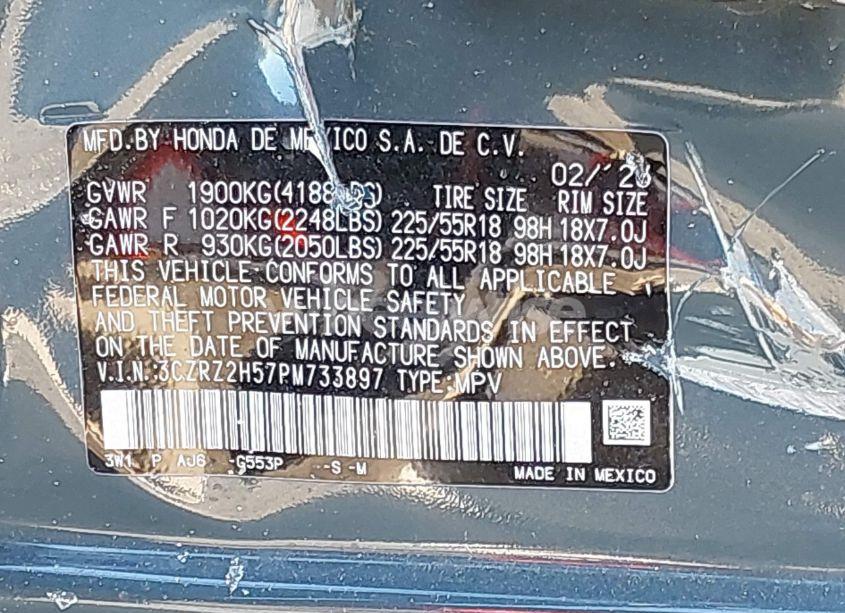 MFD.BY HONDA DE MEXICO S.A. DE C.V.
GVWR 1900KG(4188LBS) TIRE SIZE RIM SIZE
GAWR F 1020KG(2248LBS) 225/55R18 98H 18X7.0J
GAWR R 930KG(2050LBS) 225/55R18 98H 18X7.0J
THIS VEHICLE CONFORMS TO ALL APPLICABLE
FEDERAL MOTOR VEHICLE SAFETY
AND THEFT PREVENTION STANDARDS IN EFFECT
ON THE DATE OF MANUFACTURE SHOWN ABOVE.
V.I.N.:3CZRZ2H57PM733897 TYPE:MPV
3W1 P AJ6 -G553P -S -M
MADE IN MEXICO